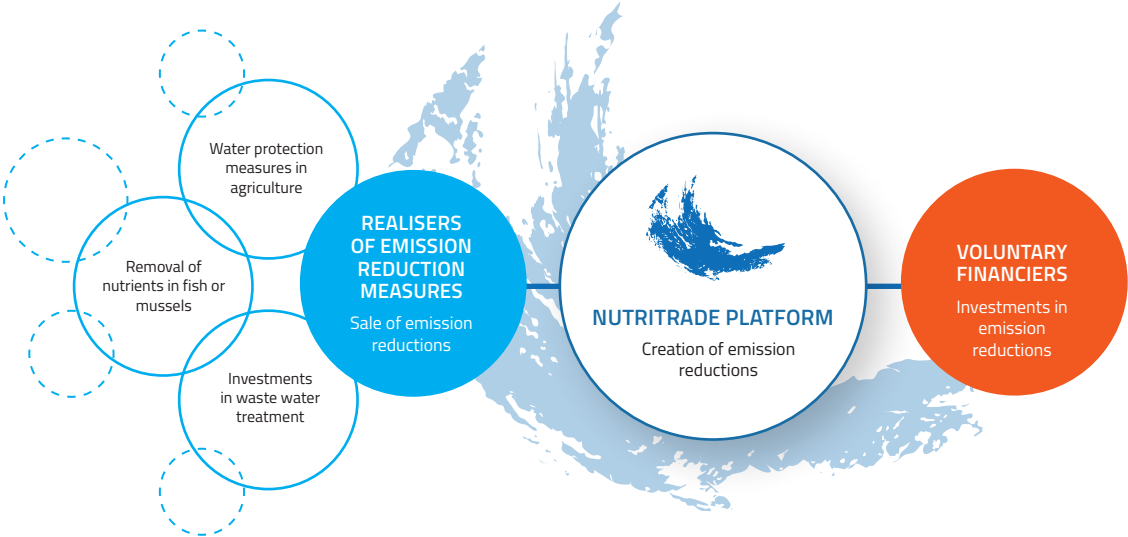 Water protection
measures in
agriculture
Removal of
nutrients in fish or
mussels
Investments
in waste water
treatment
REALISERS
OF EMISSION
REDUCTION
MEASURES
Sale of emission
reductions
NUTRITRADE PLATFORM
Creation of emission
reductions
VOLUNTARY
FINANCIERS
Investments in
emission
reductions